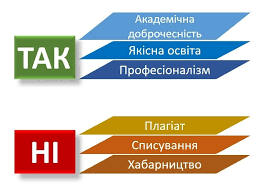 Академічна
доброчесність
ТАК
Якісна освіта
Професіоналізм
Плагіат
НІ
Списування
Хабарництво